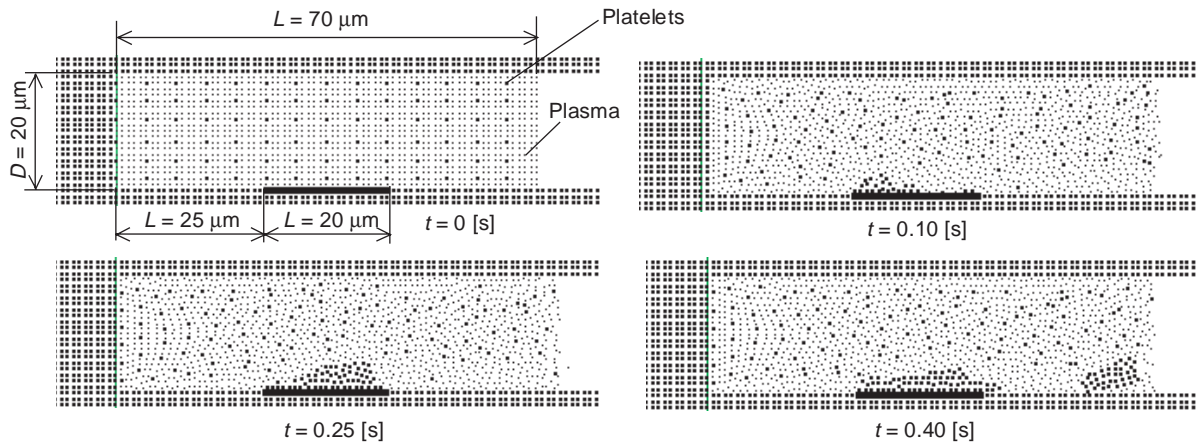 L = 70 μm
Platelets
D = 20 μm
Plasma
L = 25 μm
L = 20 μm
t = 0 [s]
t = 0.10 [s]
t = 0.25 [s]
t = 0.40 [s]